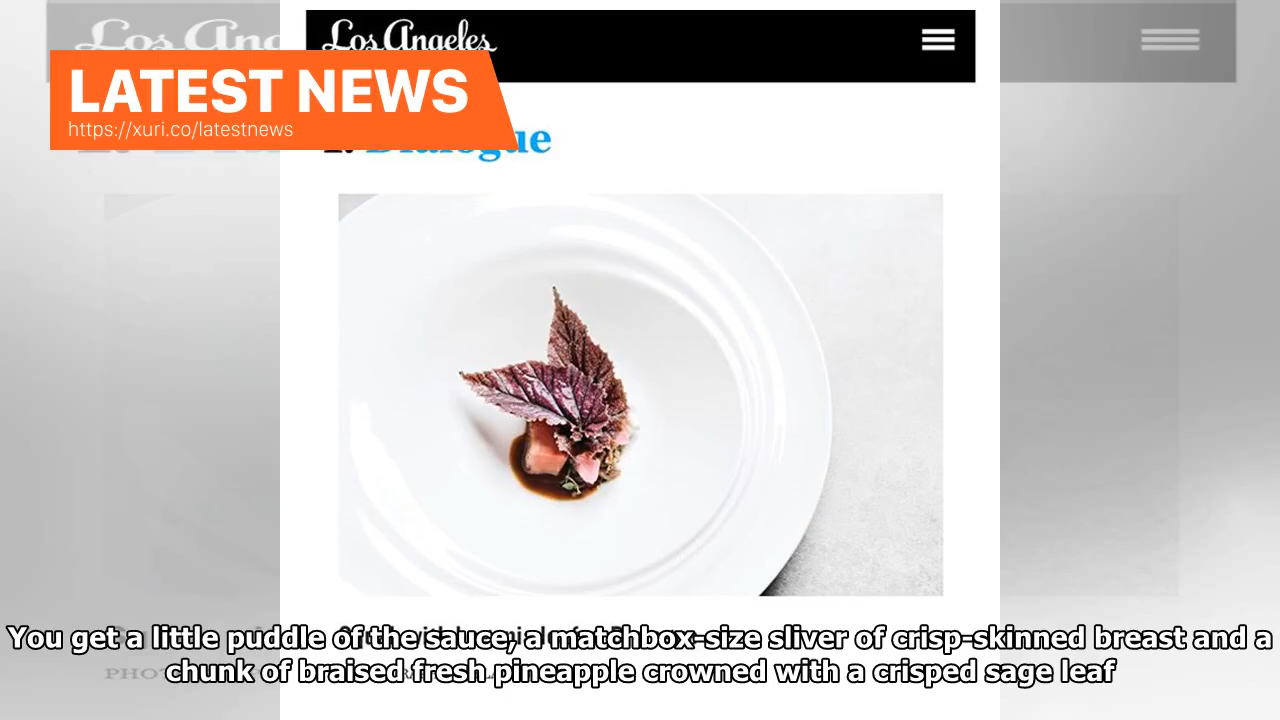 Los Angeles
LATEST NEWS
https://xuri.co/latestnews
Dialogue
You get a little puddle of the sauce, a matchbox-size sliver of crisp-skinned breast and a
chunk of braised fresh pineapple crowned with a crisped sage leaf